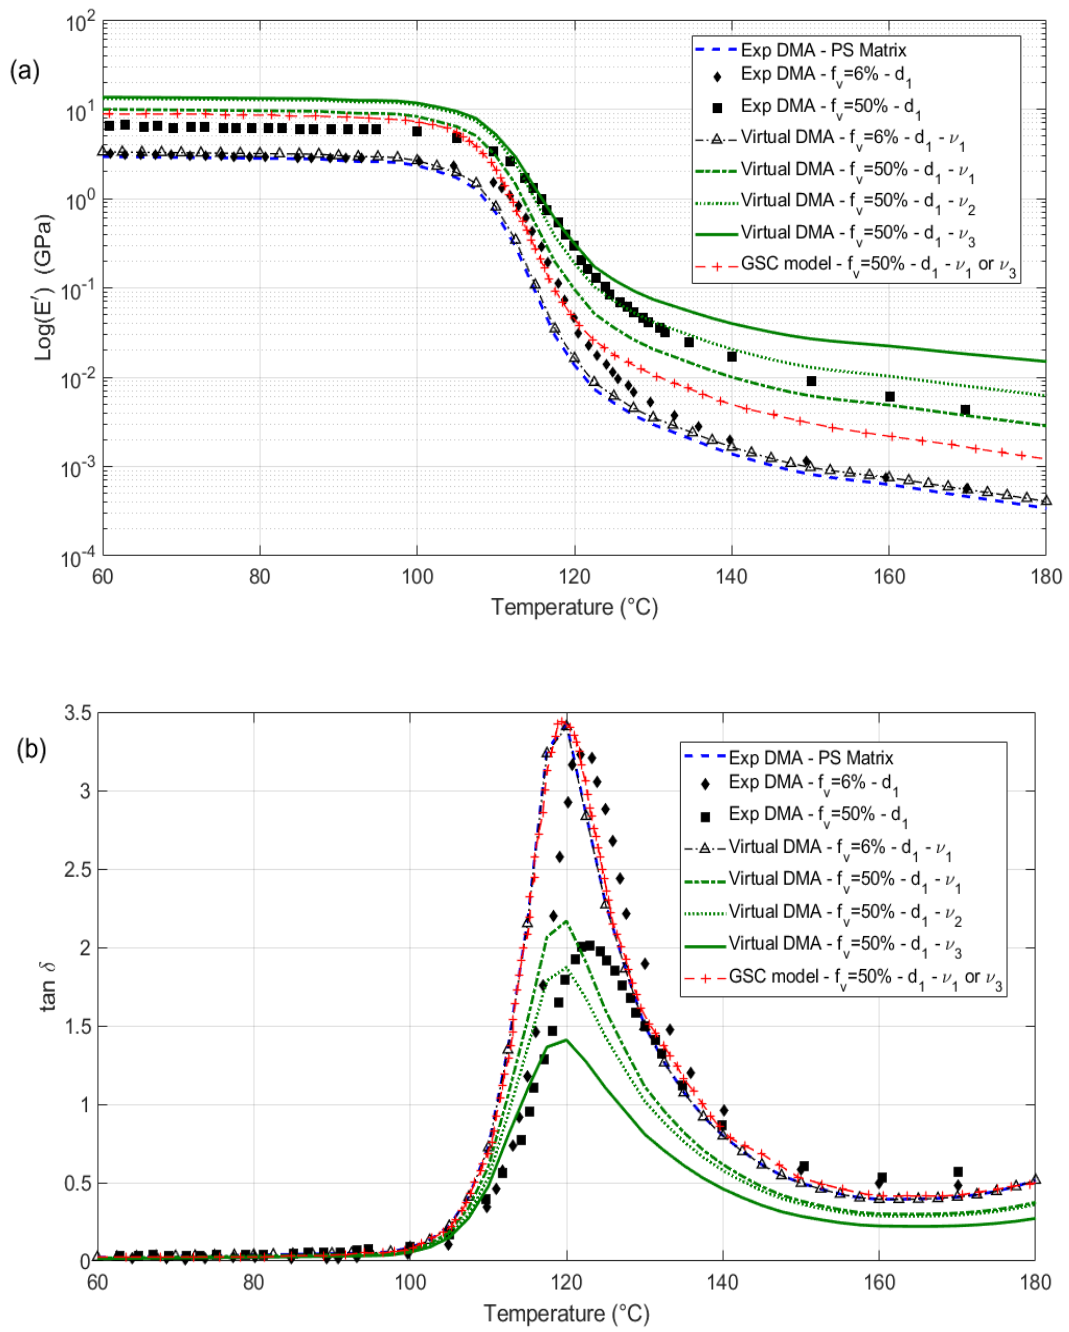 (a)
Log(E′) (GPa)
10^2
10^1
10^0
10^-1
10^-2
10^-3
10^-4
60 80 100 120 140 160 180
Temperature (°C)
Exp DMA - PS Matrix
Exp DMA - f_v=6% - d_1
Exp DMA - f_v=50% - d_1
Virtual DMA - f_v=6% - d_1 - ν_1
Virtual DMA - f_v=50% - d_1 - ν_1
Virtual DMA - f_v=50% - d_1 - ν_2
Virtual DMA - f_v=50% - d_1 - ν_3
GSC model - f_v=50% - d_1 - ν_1 or ν_3
(b)
tan δ
3.5
3
2.5
2
1.5
1
0.5
0
60 80 100 120 140 160 180
Temperature (°C)
Exp DMA - PS Matrix
Exp DMA - f_v=6% - d_1
Exp DMA - f_v=50% - d_1
Virtual DMA - f_v=6% - d_1 - ν_1
Virtual DMA - f_v=50% - d_1 - ν_1
Virtual DMA - f_v=50% - d_1 - ν_2
Virtual DMA - f_v=50% - d_1 - ν_3
GSC model - f_v=50% - d_1 - ν_1 or ν_3